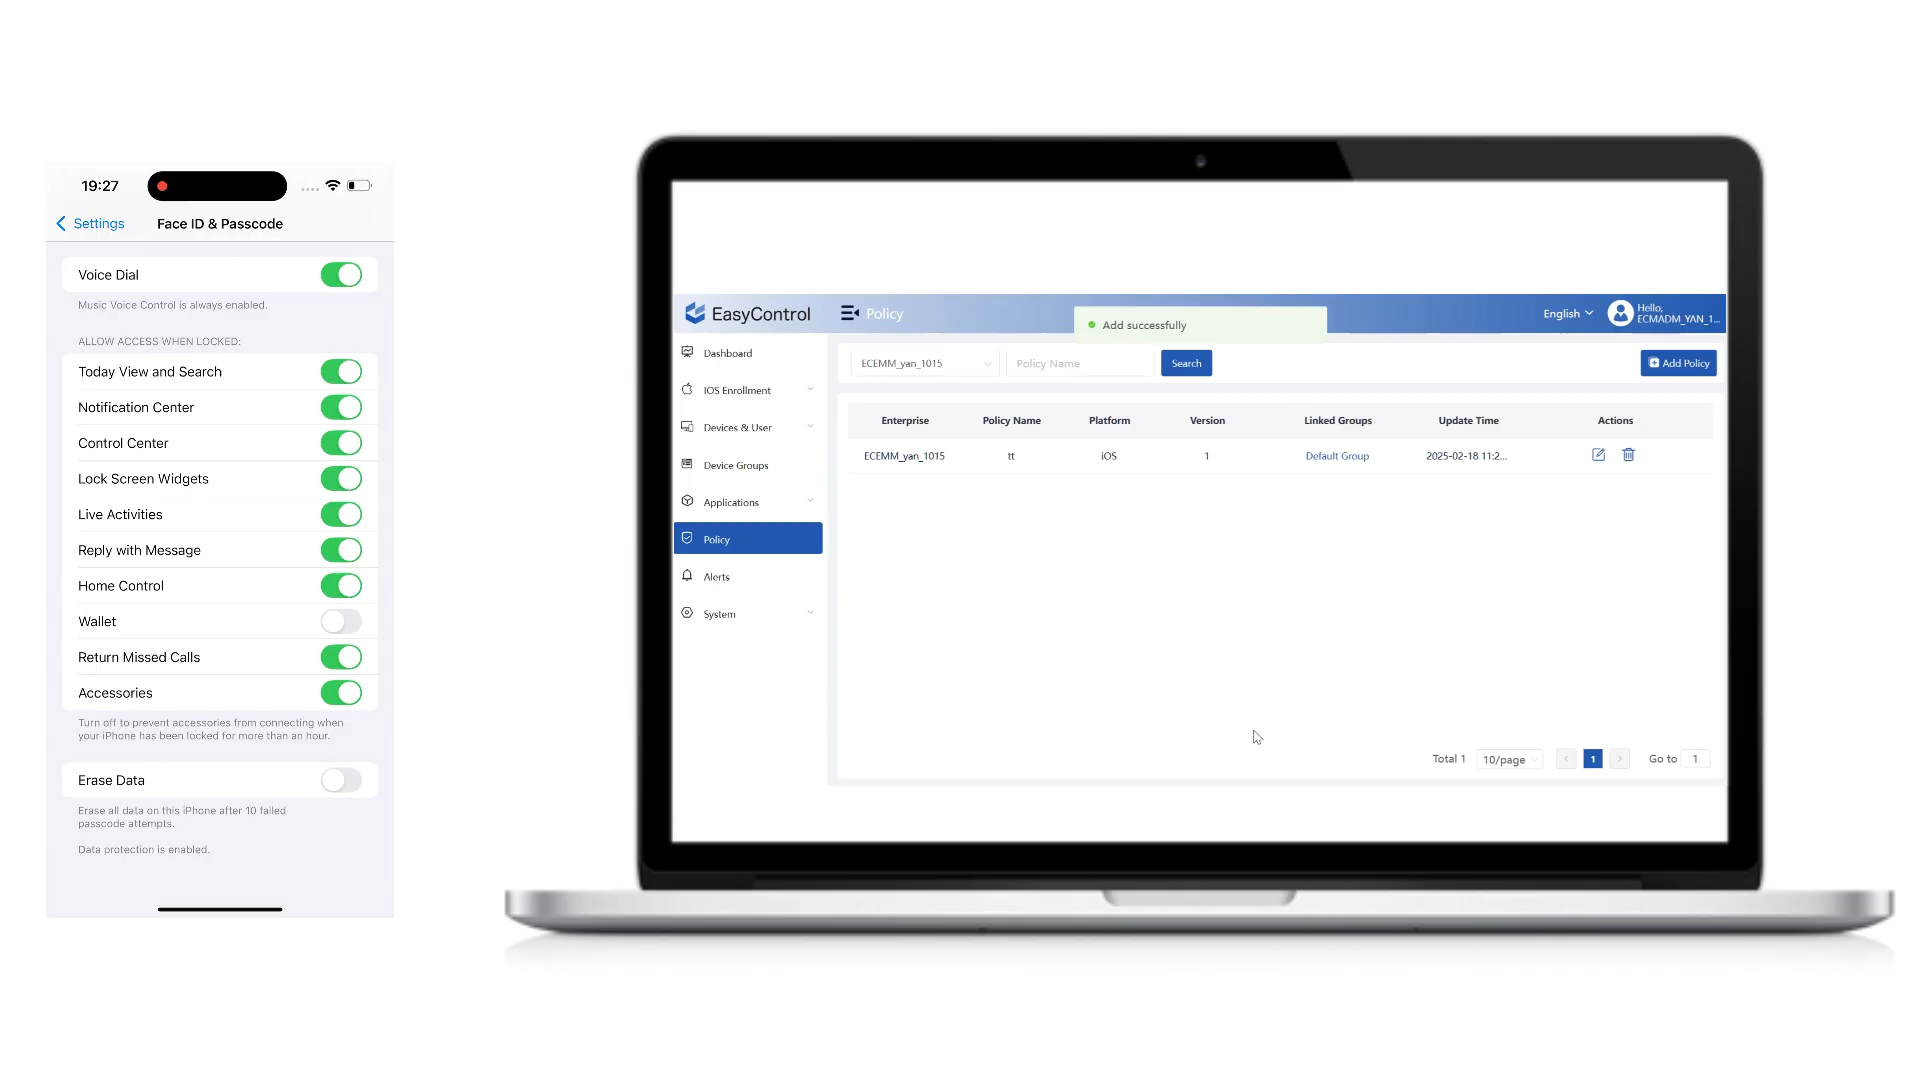 19:27
Settings
Face ID & Passcode
Voice Dial
Music Voice Control is always enabled.
ALLOW ACCESS WHEN LOCKED:
Today View and Search
Notification Center
Control Center
Lock Screen Widgets
Live Activities
Reply with Message
Home Control
Wallet
Return Missed Calls
Accessories
Turn off to prevent accessories from connecting when
your iPhone has been locked for more than an hour.
Erase Data
Erase all data on this iPhone after 10 failed
passcode attempts.
Data protection is enabled.
EasyControl
Policy
Add successfully
English
Hello,
ECMADM_YAN_1...
Dashboard
IOS Enrollment
Devices & User
Device Groups
Applications
Policy
Alerts
System
ECEMM_yan_1015
Policy Name
Search
Add Policy
Enterprise Policy Name Platform Version Linked Groups Update Time Actions
ECEMM_yan_1015 tt iOS 1 Default Group 2025-02-18 11:2...
Total 1 10/page < 1 > Go to 1